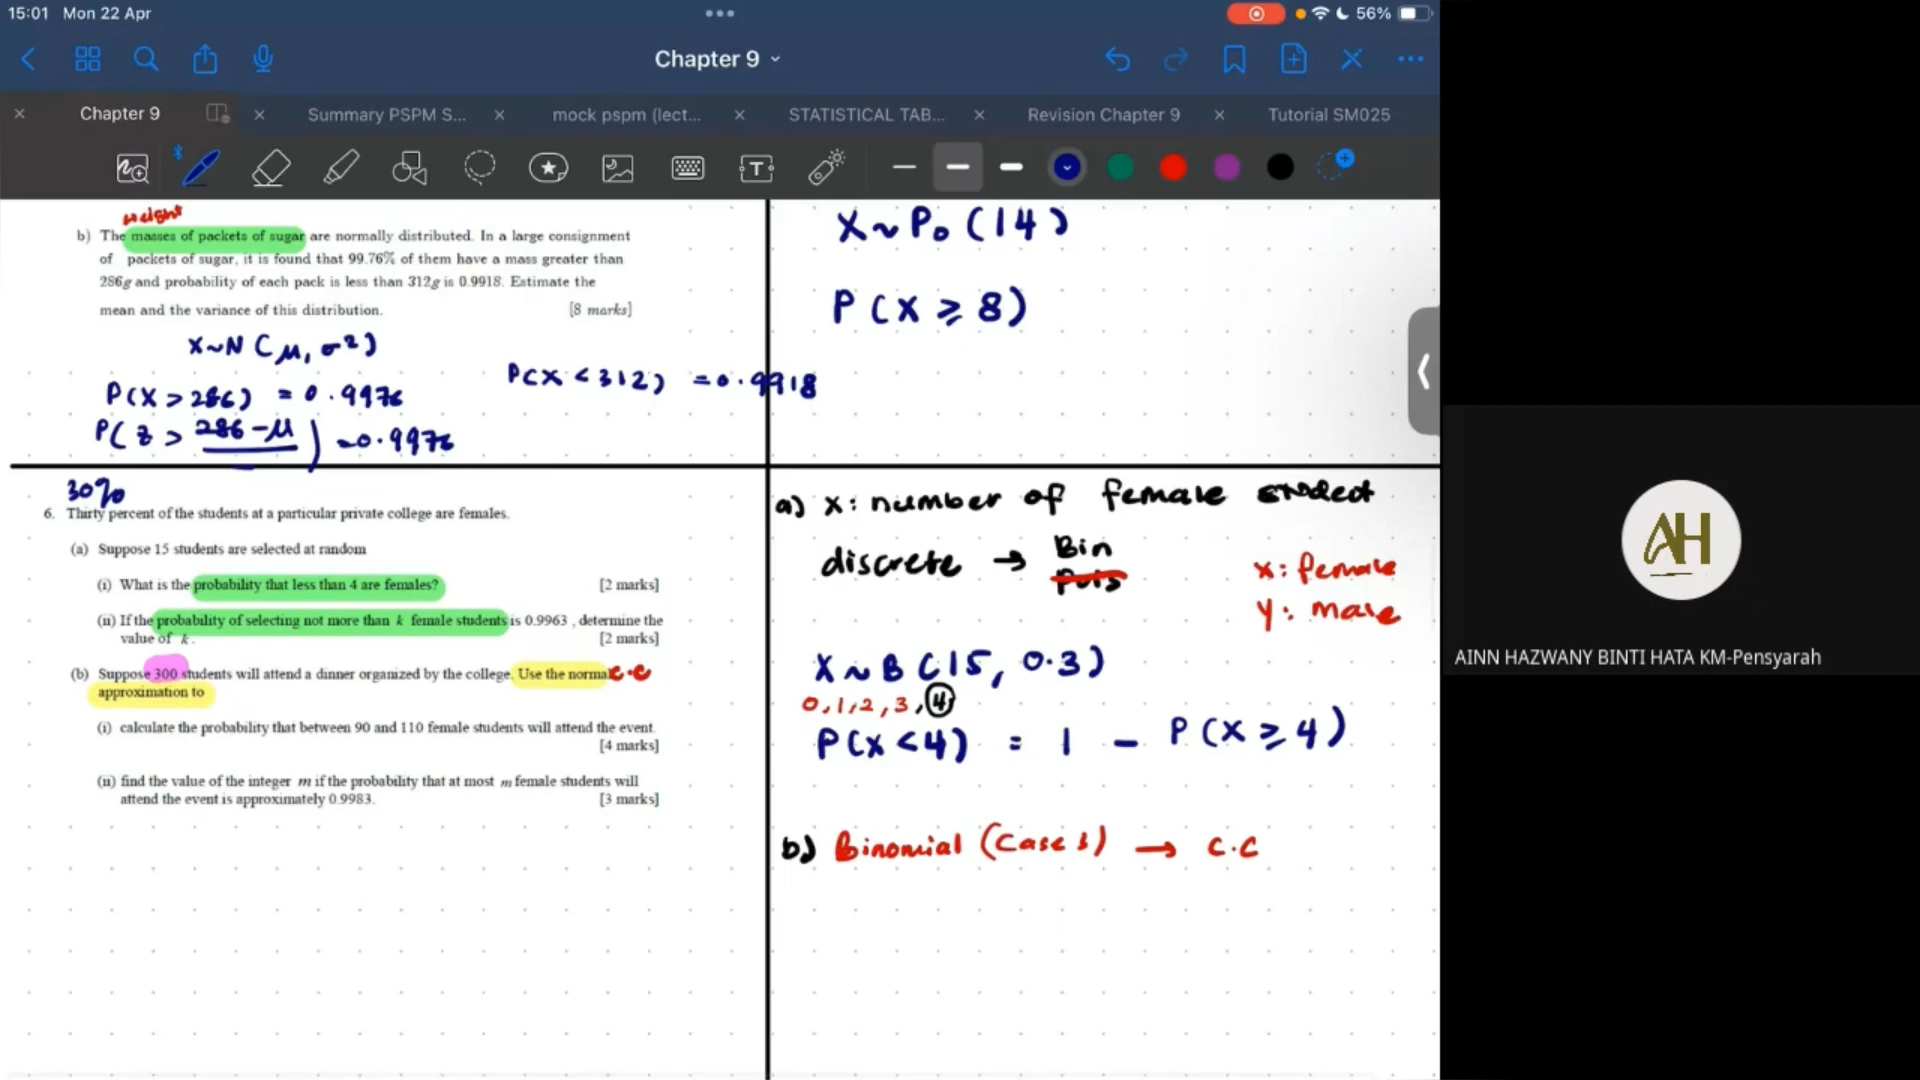 15:01 Mon 22 Apr
56%
Chapter 9
Chapter 9
Summary PSPM S...
mock pspm (lect...
STATISTICAL TAB...
Revision Chapter 9
Tutorial SM025
weight
b) The masses of packets of sugar are normally distributed. In a large consignment
of packets of sugar, it is found that 99.76% of them have a mass greater than
286g and probability of each pack is less than 312g is 0.9918. Estimate the
mean and the variance of this distribution. [8 marks]
X~N(μ, σ²)
P(X > 286) = 0.9976
P(X < 312) = 0.9918
P(Z > 286 - μ ) = 0.9976
X ~ Po (14)
P(X ≥ 8)
30%
6. Thirty percent of the students at a particular private college are females.
(a) Suppose 15 students are selected at random
(i) What is the probability that less than 4 are females? [2 marks]
(ii) If the probability of selecting not more than k female students is 0.9963 , determine the
value of k. [2 marks]
(b) Suppose 300 students will attend a dinner organized by the college. Use the normal c.c
approximation to
(i) calculate the probability that between 90 and 110 female students will attend the event.
[4 marks]
(ii) find the value of the integer m if the probability that at most m female students will
attend the event is approximately 0.9983. [3 marks]
a) X: number of female student
discrete → Bin
Pois
X: female
Y: male
X ~ B (15, 0.3)
0,1,2,3,4
P(X < 4) = 1 - P(X ≥ 4)
b) Binomial (Case 1) → C.C
AH
AINN HAZWANY BINTI HATA KM-Pensyarah